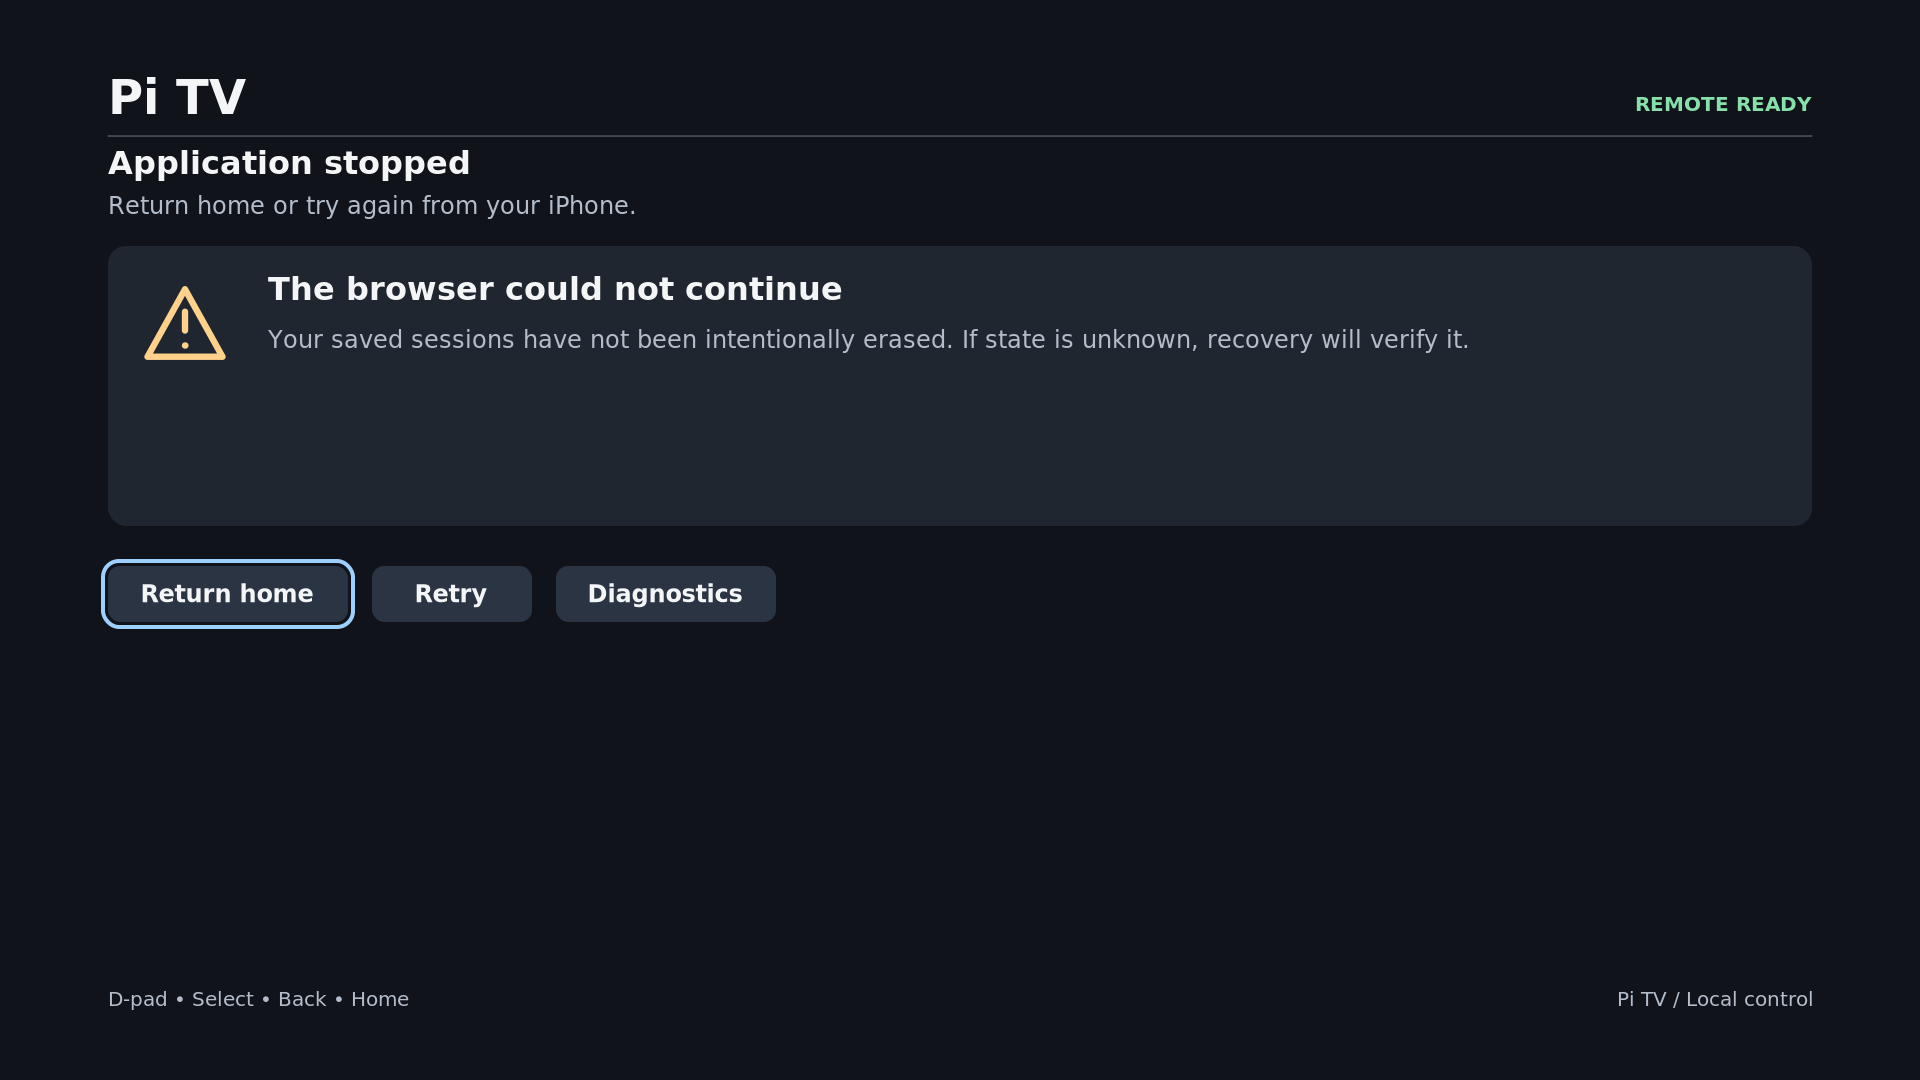 Pi TV
REMOTE READY
Application stopped
Return home or try again from your iPhone.
The browser could not continue
Your saved sessions have not been intentionally erased. If state is unknown, recovery will verify it.
Return home
Retry
Diagnostics
D-pad • Select • Back • Home
Pi TV / Local control